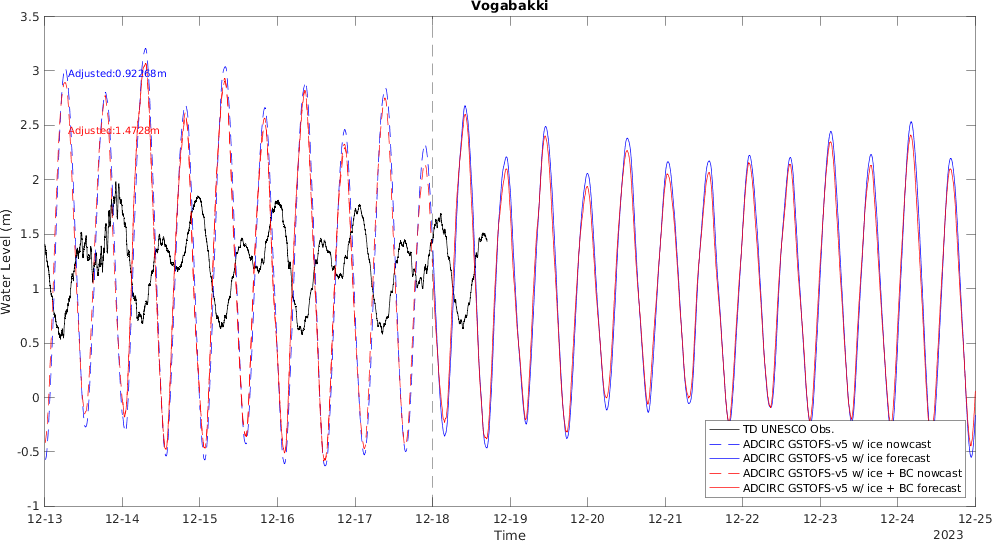 Vogabakki
3.5
3
2.5
2
1.5
1
0.5
0
-0.5
-1
Water Level (m)
Adjusted:0.92268m
Adjusted:1.4728m
TD UNESCO Obs.
ADCIRC GSTOFS-v5 w/ ice nowcast
ADCIRC GSTOFS-v5 w/ ice forecast
ADCIRC GSTOFS-v5 w/ ice + BC nowcast
ADCIRC GSTOFS-v5 w/ ice + BC forecast
12-13 12-14 12-15 12-16 12-17 12-18 12-19 12-20 12-21 12-22 12-23 12-24 12-25
Time
2023